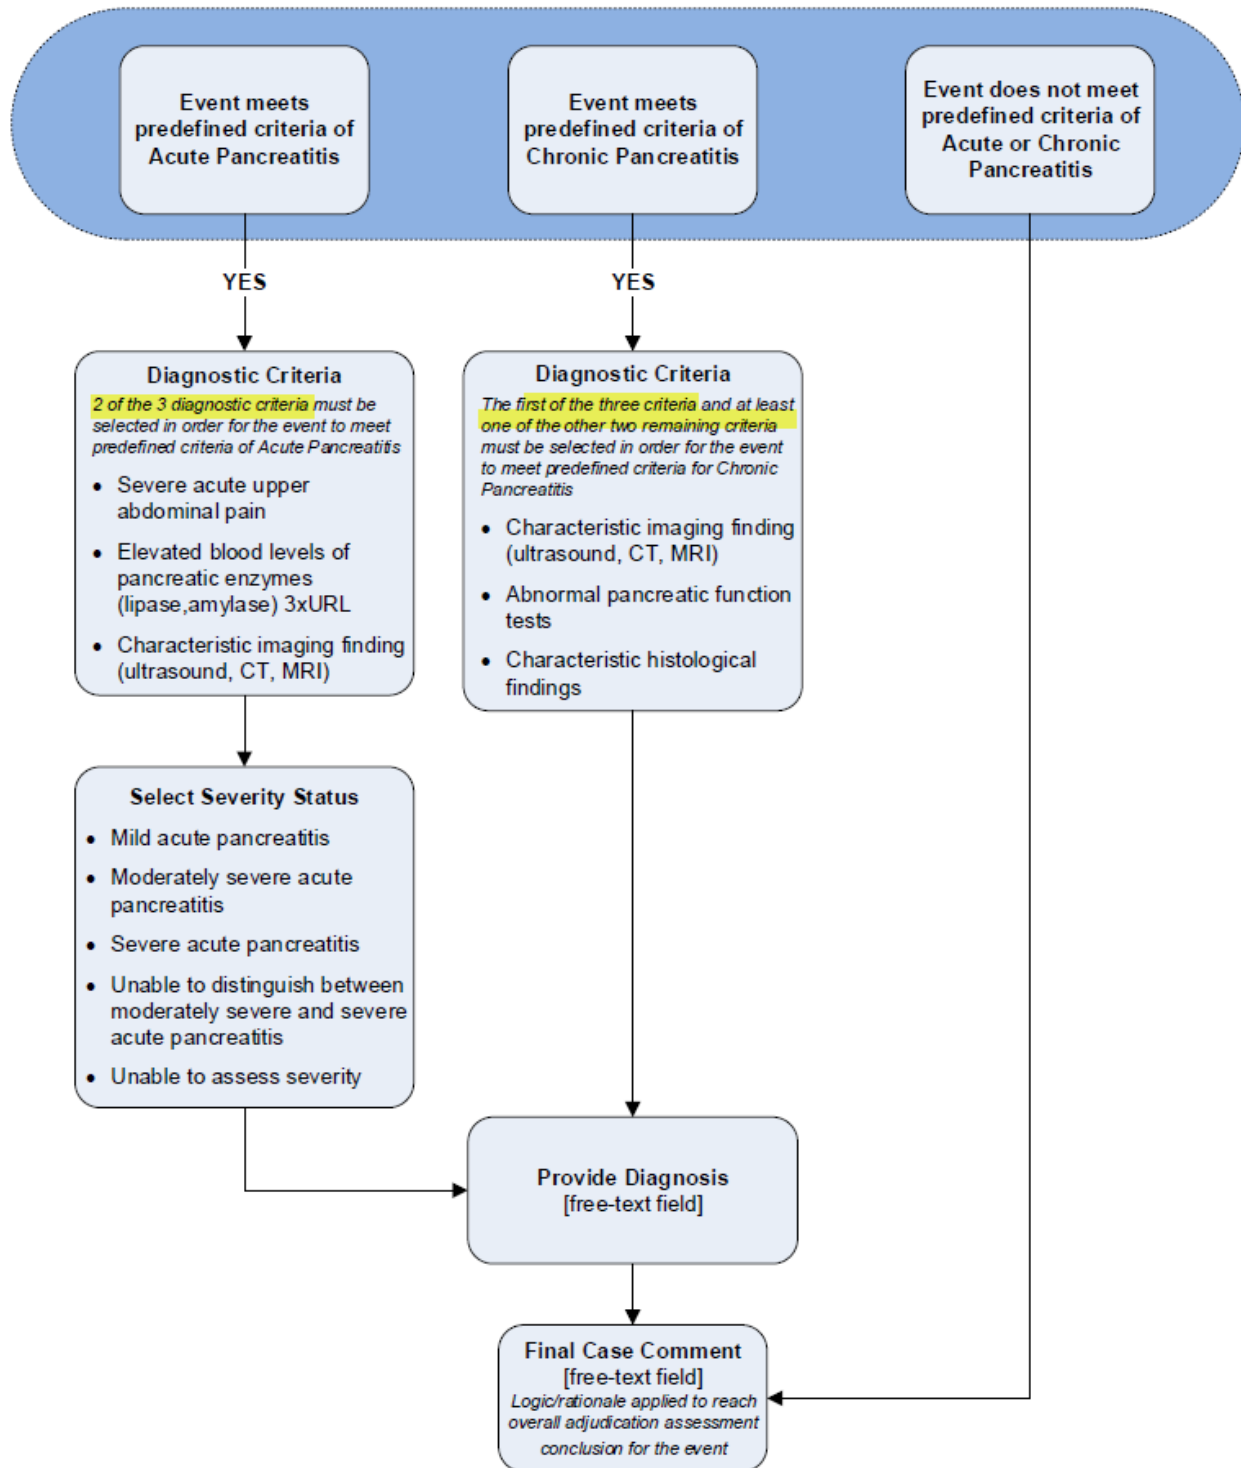 Event meets
predefined criteria of
Acute Pancreatitis
Event meets
predefined criteria of
Chronic Pancreatitis
Event does not meet
predefined criteria of
Acute or Chronic
Pancreatitis
YES
YES
Diagnostic Criteria
2 of the 3 diagnostic criteria must be
selected in order for the event to meet
predefined criteria of Acute Pancreatitis
• Severe acute upper
abdominal pain
• Elevated blood levels of
pancreatic enzymes
(lipase,amylase) 3xURL
• Characteristic imaging finding
(ultrasound, CT, MRI)
Diagnostic Criteria
The first of the three criteria and at least
one of the other two remaining criteria
must be selected in order for the event
to meet predefined criteria for Chronic
Pancreatitis
• Characteristic imaging finding
(ultrasound, CT, MRI)
• Abnormal pancreatic function
tests
• Characteristic histological
findings
Select Severity Status
• Mild acute pancreatitis
• Moderately severe acute
pancreatitis
• Severe acute pancreatitis
• Unable to distinguish between
moderately severe and severe
acute pancreatitis
• Unable to assess severity
Provide Diagnosis
[free-text field]
Final Case Comment
[free-text field]
Logic/rationale applied to reach
overall adjudication assessment
conclusion for the event